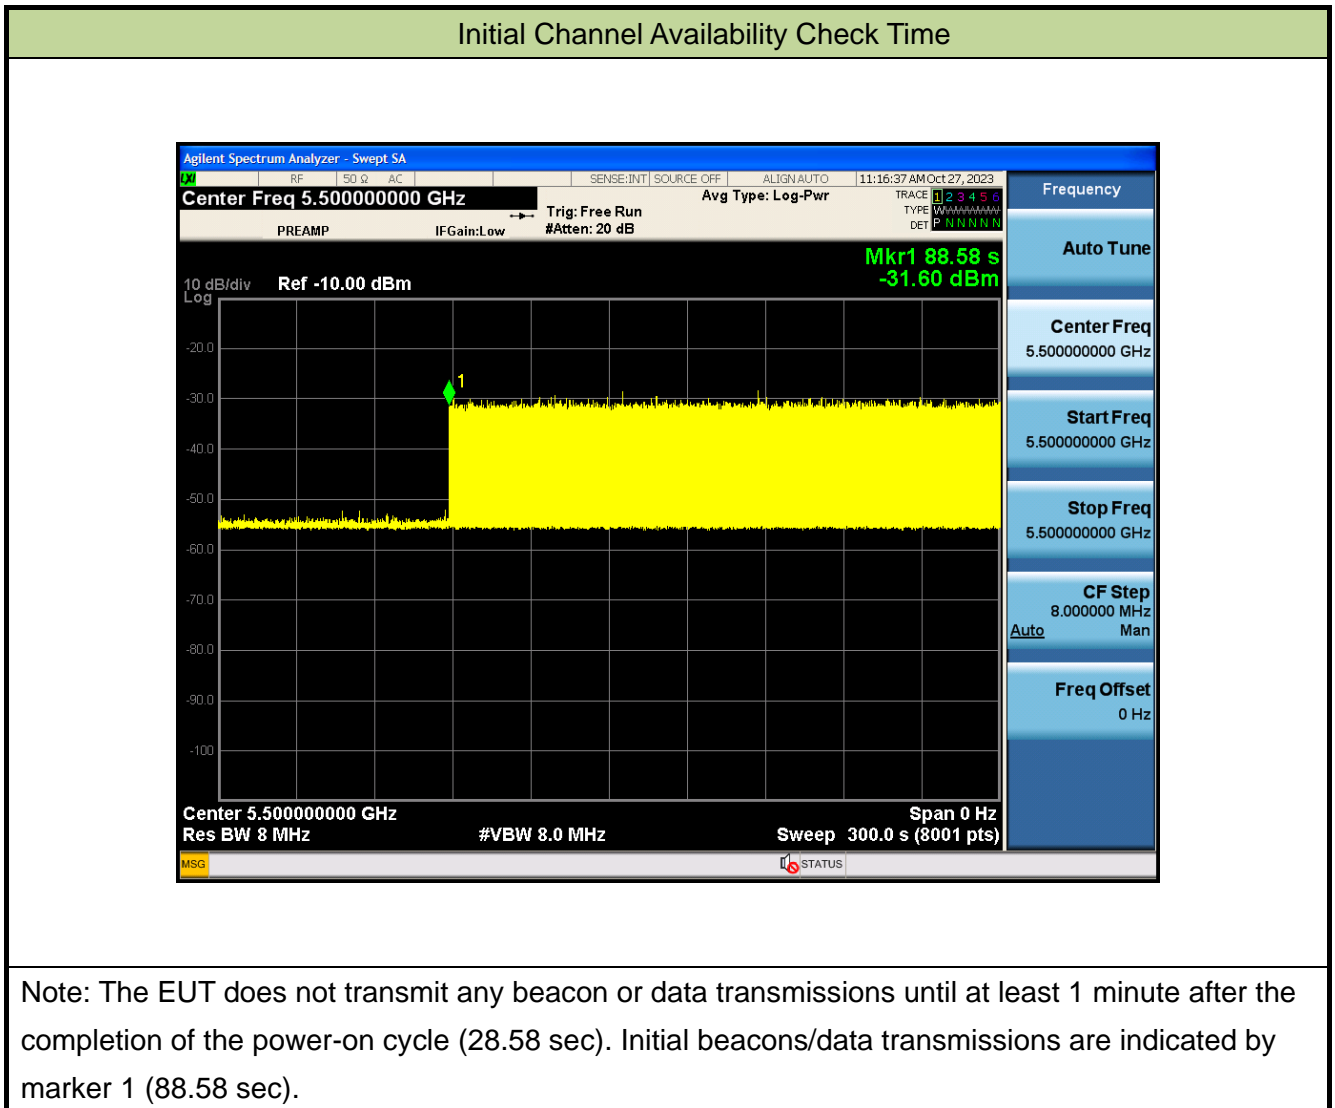 Initial Channel Availability Check Time
Agilent Spectrum Analyzer - Swept SA
LXI RF 50 Ω AC SENSE:INT SOURCE OFF ALIGN AUTO 11:16:37 AM Oct 27, 2023
Center Freq 5.500000000 GHz Avg Type: Log-Pwr TRACE 1 2 3 4 5 6
Trig: Free Run TYPE WWWWWW
PREAMP IFGain:Low #Atten: 20 dB DET P N N N N N
Mkr1 88.58 s
-31.60 dBm
10 dB/div Ref -10.00 dBm
Log
1
-20.0
-30.0
-40.0
-50.0
-60.0
-70.0
-80.0
-90.0
-100
Center 5.500000000 GHz Span 0 Hz
Res BW 8 MHz #VBW 8.0 MHz Sweep 300.0 s (8001 pts)
MSG STATUS
Frequency
Auto Tune
Center Freq
5.500000000 GHz
Start Freq
5.500000000 GHz
Stop Freq
5.500000000 GHz
CF Step
8.000000 MHz
Auto Man
Freq Offset
0 Hz
Note: The EUT does not transmit any beacon or data transmissions until at least 1 minute after the
completion of the power-on cycle (28.58 sec). Initial beacons/data transmissions are indicated by
marker 1 (88.58 sec).